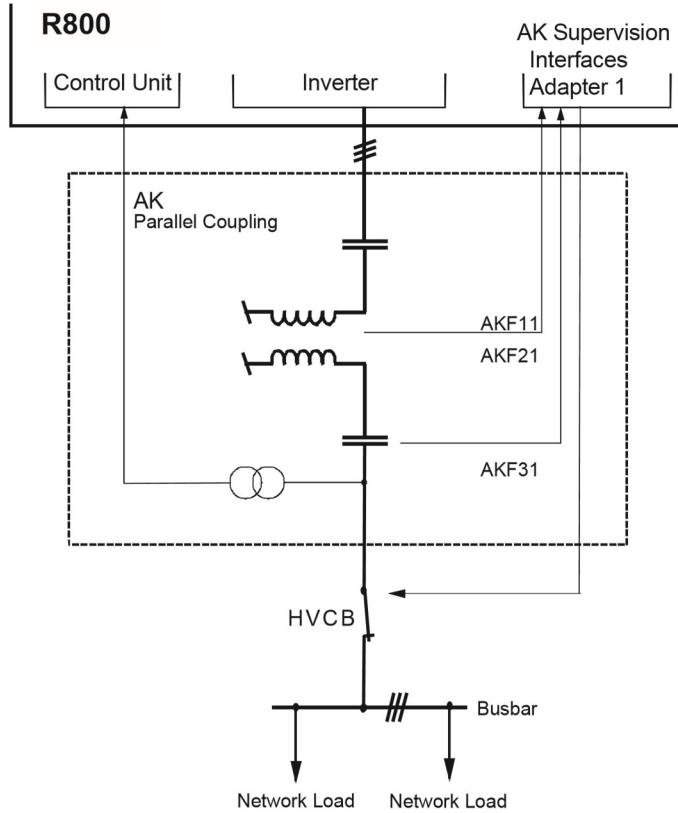 R800
AK Supervision
Interfaces
Adapter 1
Control Unit
Inverter
AK
Parallel Coupling
AKF11
AKF21
AKF31
HVCB
Busbar
Network Load
Network Load